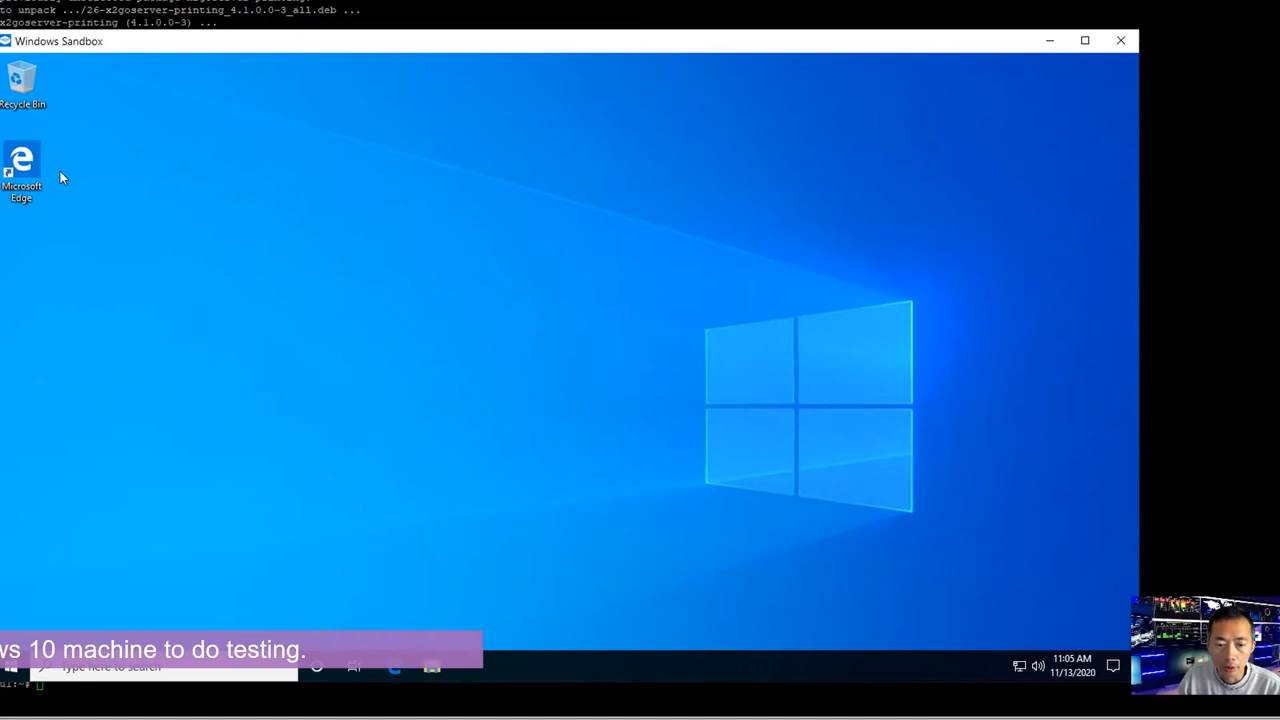 to unpack .../26-x2goserver-printing_4.1.0.0-3_all.deb ...
x2goserver-printing (4.1.0.0-3) ...
Windows Sandbox
Recycle Bin
Microsoft
Edge
ws 10 machine to do testing.
Type here to search
11:05 AM
11/13/2020